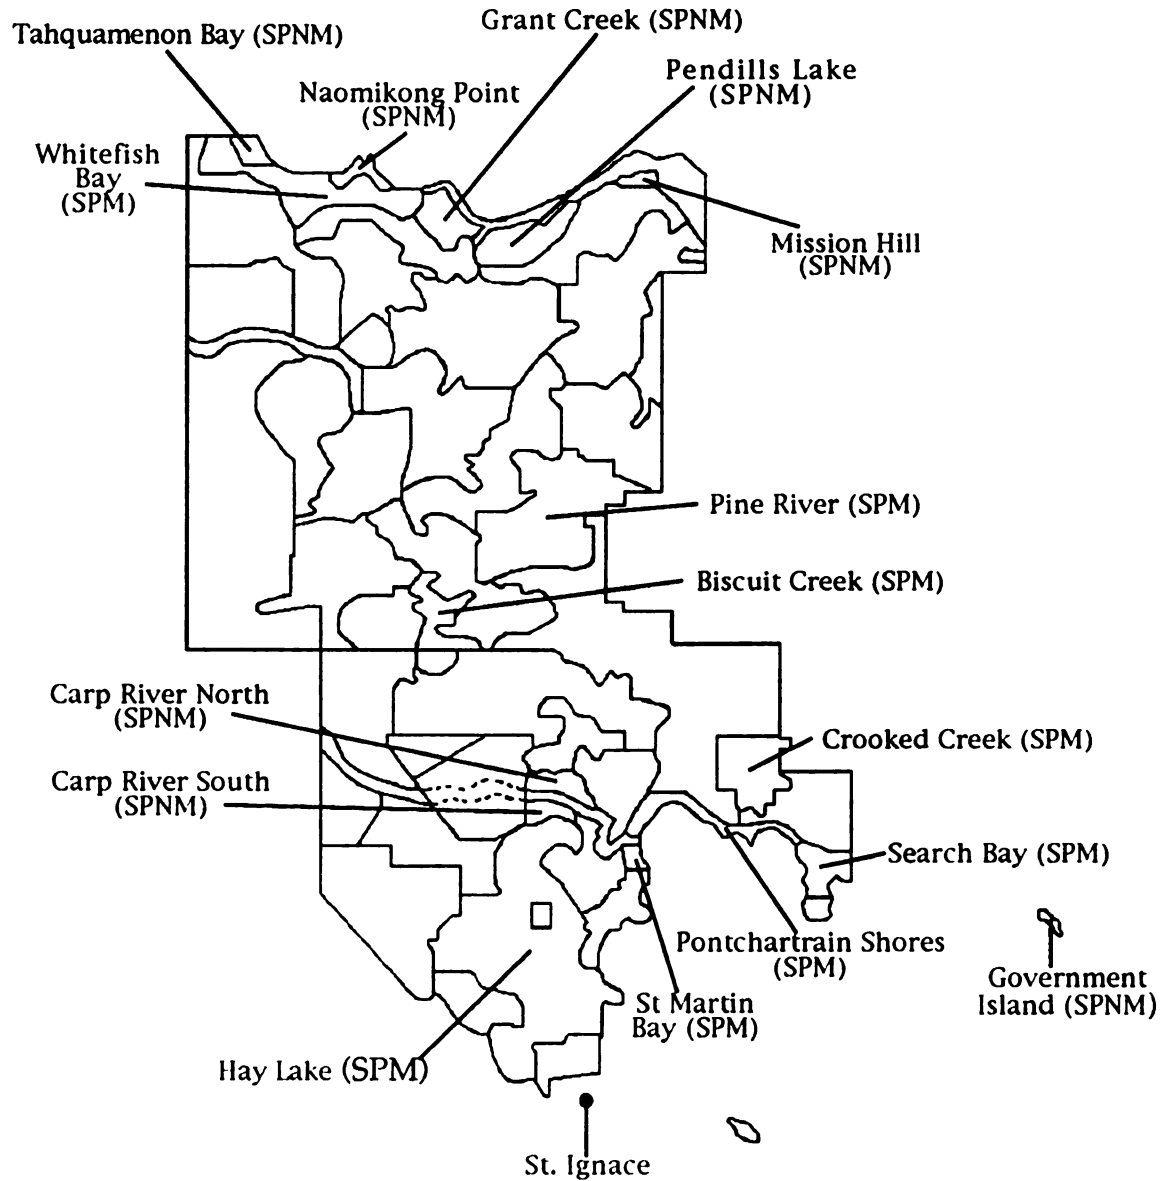 Grant Creek (SPNM)
Tahquamenon Bay (SPNM)
Pendills Lake
(SPNM)
Naomikong Point
(SPNM)
Whitefish
Bay
(SPM)
Mission Hill
(SPNM)
Pine River (SPM)
Biscuit Creek (SPM)
Carp River North
(SPNM)
Crooked Creek (SPM)
Carp River South
(SPNM)
Search Bay (SPM)
Pontchartrain Shores
(SPM)
Government
Island (SPNM)
St Martin
Bay (SPM)
Hay Lake (SPM)
St. Ignace